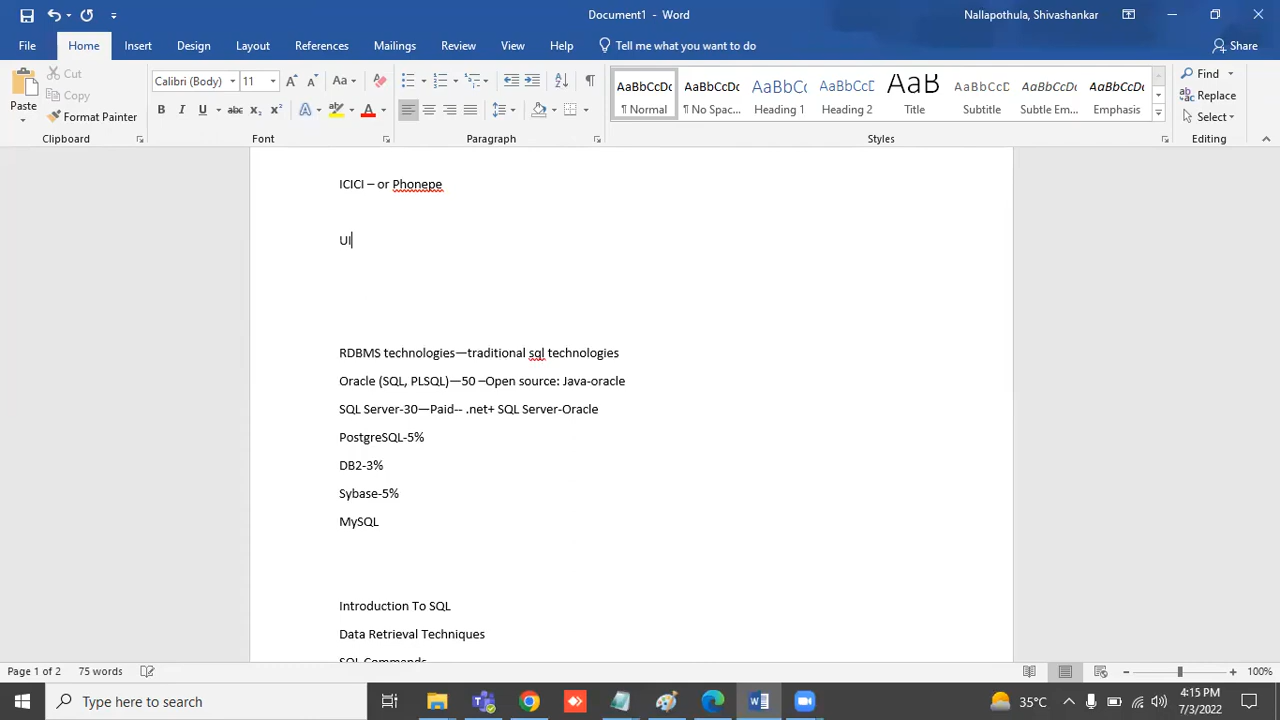 Document1 - Word
Nallapothula, Shivashankar
File Home Insert Design Layout References Mailings Review View Help Tell me what you want to do Share
Paste
Cut
Copy
Format Painter
Clipboard
Calibri (Body) 11
Font
Paragraph
AaBbCcDc AaBbCcDc AaBbCc AaBbCcC AaB AaBbCcD AaBbCcDc AaBbCcDc
¶ Normal ¶ No Spac... Heading 1 Heading 2 Title Subtitle Subtle Em... Emphasis
Styles
Find
Replace
Select
Editing
ICICI – or Phonepe
UI
RDBMS technologies—traditional sql technologies
Oracle (SQL, PLSQL)—50 –Open source: Java-oracle
SQL Server-30—Paid-- .net+ SQL Server-Oracle
PostgreSQL-5%
DB2-3%
Sybase-5%
MySQL
Introduction To SQL
Data Retrieval Techniques
SQL Commands
Page 1 of 2 75 words 100%
Type here to search
35°C
4:15 PM
7/3/2022